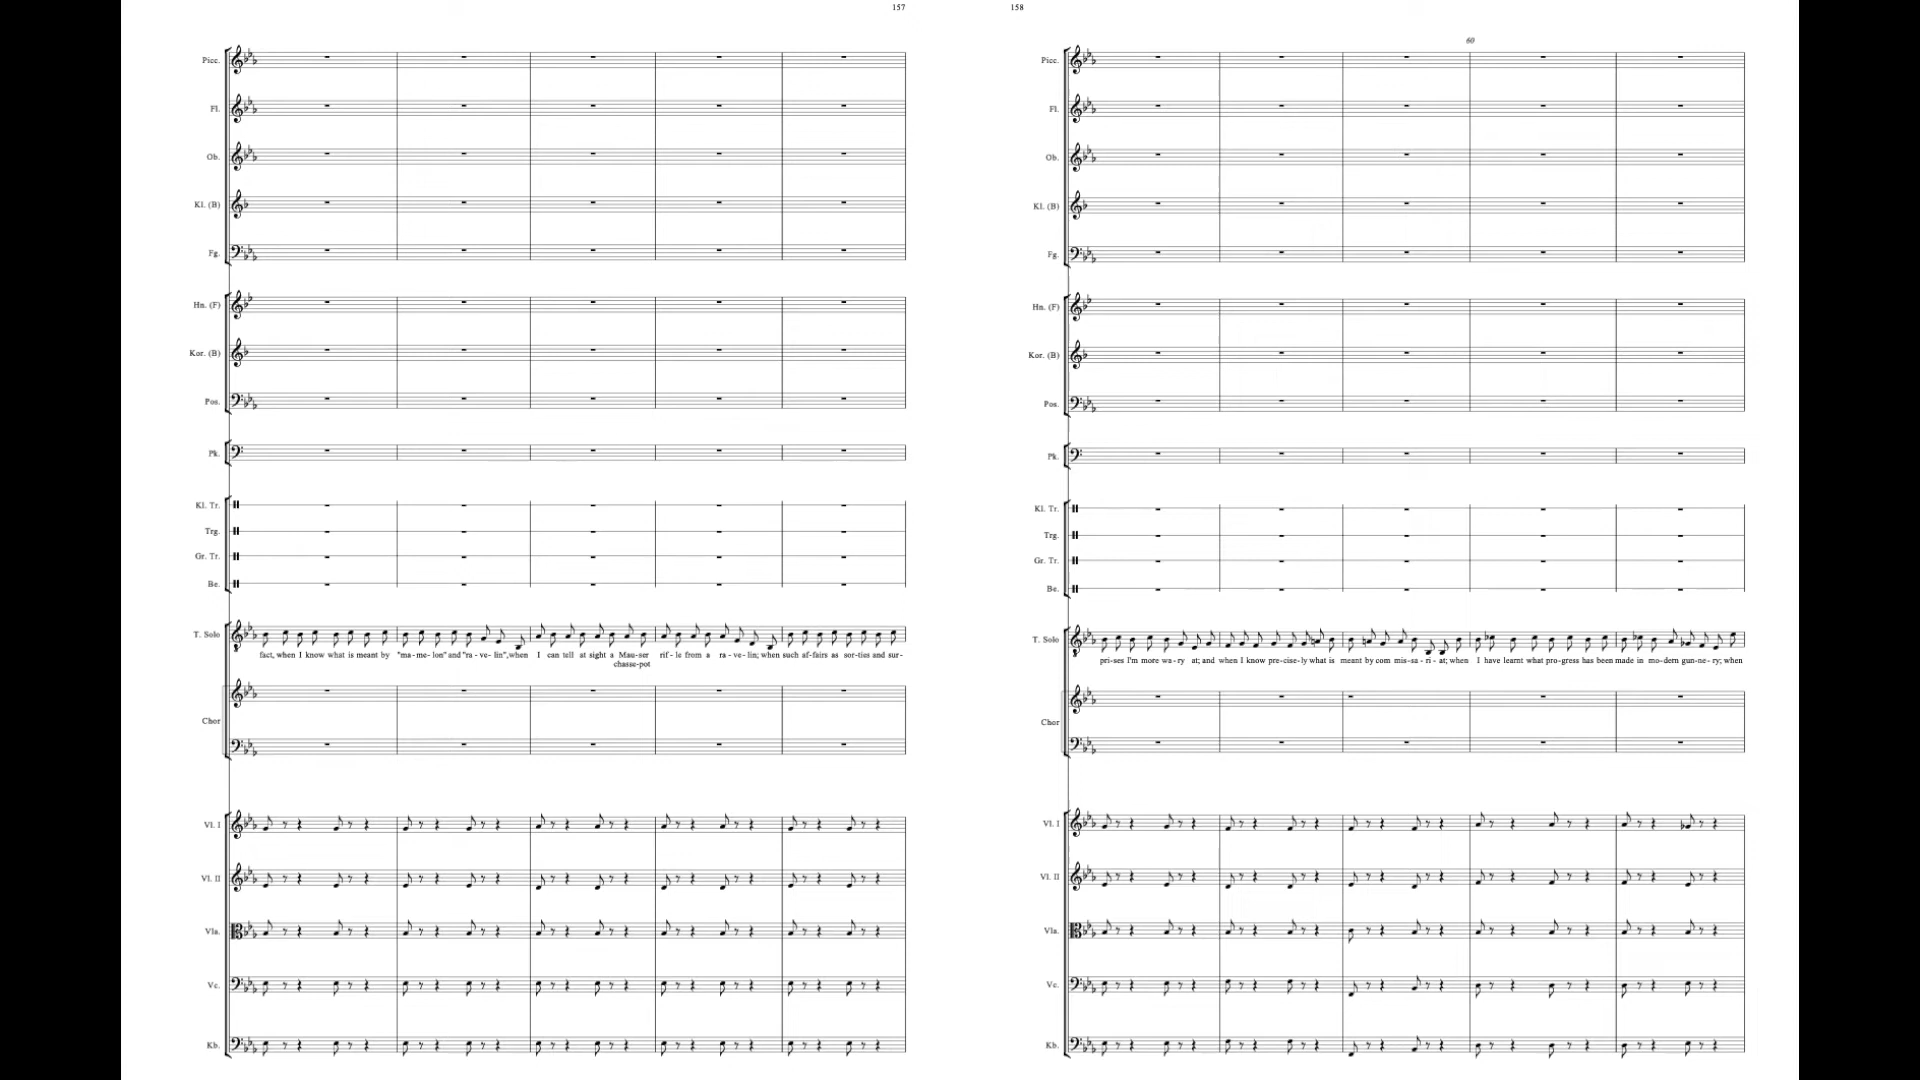 157
Picc.
Fl.
Ob.
Kl. (B)
Fg.
Hn. (F)
Kor. (B)
Pos.
Pk.
Kl. Tr.
Trg.
Gr. Tr.
Be.
T. Solo
fact, when I know what is meant by "ma-me-lon" and "ra-ve-lin", when I can tell at sight a Mau-ser rif-le from a ra-ve-lin; when such af-fairs as sor-ties and sur-
chasse-pot
Chor
Vl. I
Vl. II
Vla.
Vc.
Kb.
158
60
Picc.
Fl.
Ob.
Kl. (B)
Fg.
Hn. (F)
Kor. (B)
Pos.
Pk.
Kl. Tr.
Trg.
Gr. Tr.
Be.
T. Solo
pri-ses I'm more wa-ry at; and when I know pre-cise-ly what is meant by com mis-sa-ri-at; when I have learnt what pro-gress has been made in mo-dern gun-ne-ry; when
Chor
Vl. I
Vl. II
Vla.
Vc.
Kb.